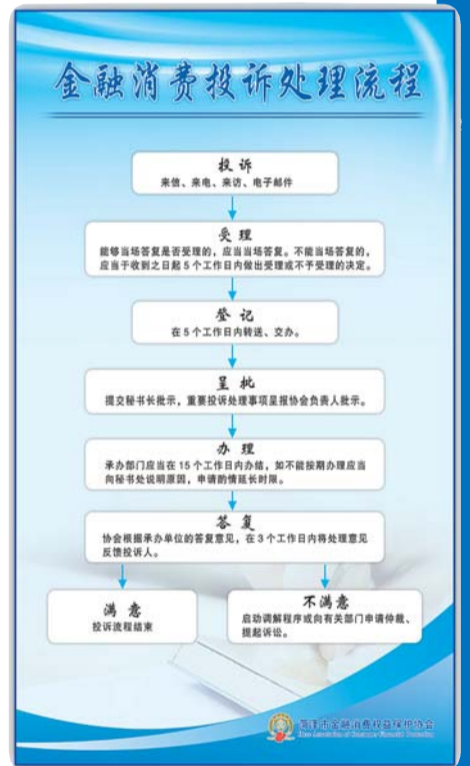 金融消费投诉处理流程
投诉
来信、来电、来访、电子邮件
受理
能够当场答复是否受理的，应当当场答复。不能当场答复的，
应当于收到之日起5个工作日内做出受理或不予受理的决定。
登记
在5个工作日内转送、交办。
呈批
提交秘书长批示，重要投诉处理事项呈报协会负责人批示。
办理
承办部门应当在15个工作日内办结，如不能按期办理应当
向秘书处说明原因，申请酌情延长时限。
答复
协会根据承办单位的答复意见，在3个工作日内将处理意见
反馈投诉人。
满意
投诉流程结束
不满意
启动调解程序或向有关部门申请仲裁、
提起诉讼。
菏泽市金融消费权益保护协会
Heze Association of Consumer Financial Protection